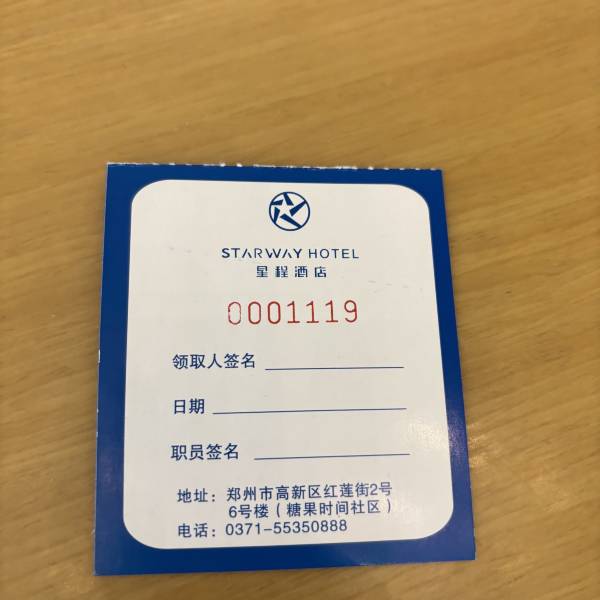 STARWAY HOTEL
星程酒店
0001119
领取人签名
日期
职员签名
地址：郑州市高新区红莲街2号
6号楼（糖果时间社区）
电话：0371-55350888